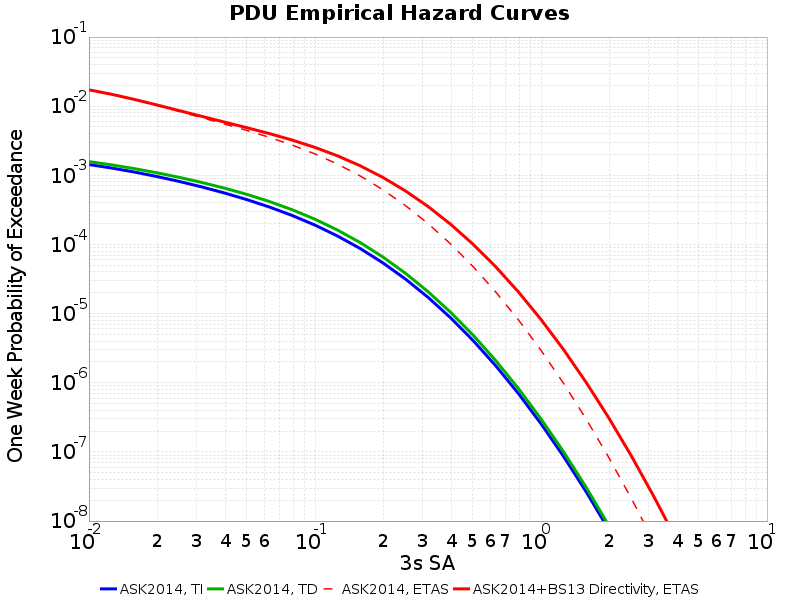 PDU Empirical Hazard Curves
One Week Probability of Exceedance
10-1
10-2
10-3
10-4
10-5
10-6
10-7
10-8
10-2 2 3 4 5 6 10-1 2 3 4 5 6 7 100 2 3 4 5 6 7 101
3s SA
ASK2014, TI ASK2014, TD ASK2014, ETAS ASK2014+BS13 Directivity, ETAS